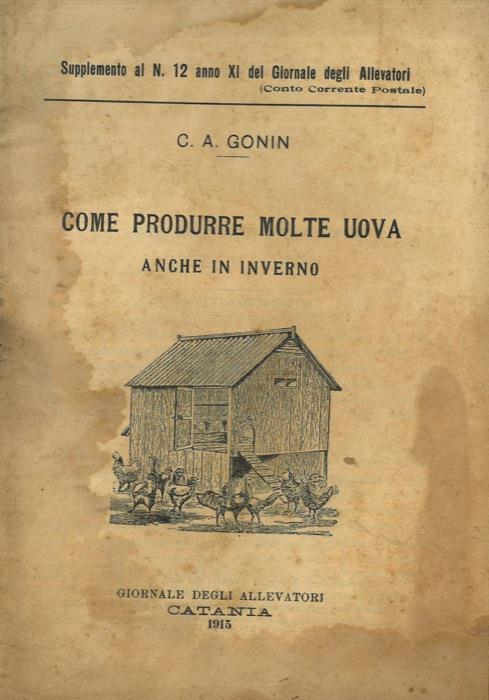 Supplemento al N. 12 anno XI del Giornale degli Allevatori
(Conto Corrente Postale)
C. A. GONIN
COME PRODURRE MOLTE UOVA
ANCHE IN INVERNO
GIORNALE DEGLI ALLEVATORI
CATANIA
1915